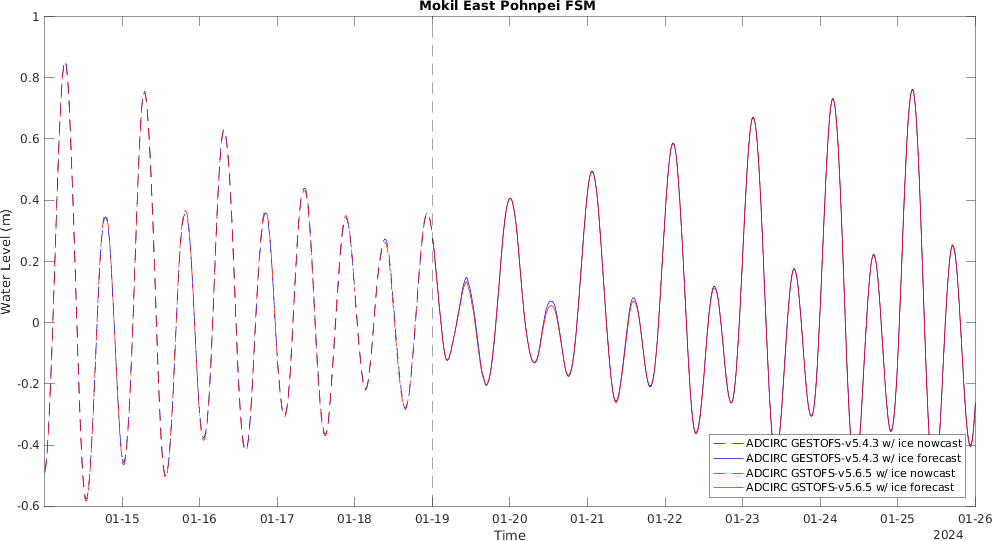 Mokil East Pohnpei FSM
1
0.8
0.6
0.4
0.2
0
-0.2
-0.4
-0.6
Water Level (m)
ADCIRC GESTOFS-v5.4.3 w/ ice nowcast
ADCIRC GESTOFS-v5.4.3 w/ ice forecast
ADCIRC GSTOFS-v5.6.5 w/ ice nowcast
ADCIRC GSTOFS-v5.6.5 w/ ice forecast
01-15 01-16 01-17 01-18 01-19 01-20 01-21 01-22 01-23 01-24 01-25 01-26
Time
2024